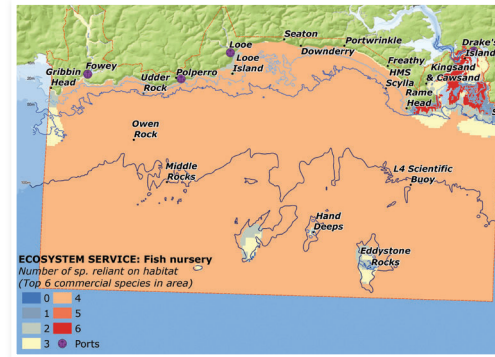 Seaton
Looe
Portwrinkle
Downderry
Drake's
Island
Fowey
Looe
Island
Freathy
Kingsand
& Cawsand
Polperro
HMS
Scylla
Gribbin
Head
Udder
Rock
Rame
Head
Owen
Rock
Middle
Rocks
L4 Scientific
Buoy
Hand
Deeps
Eddystone
Rocks
ECOSYSTEM SERVICE: Fish nursery
Number of sp. reliant on habitat
(Top 6 commercial species in area)
0 4
1 5
2 6
3 Ports